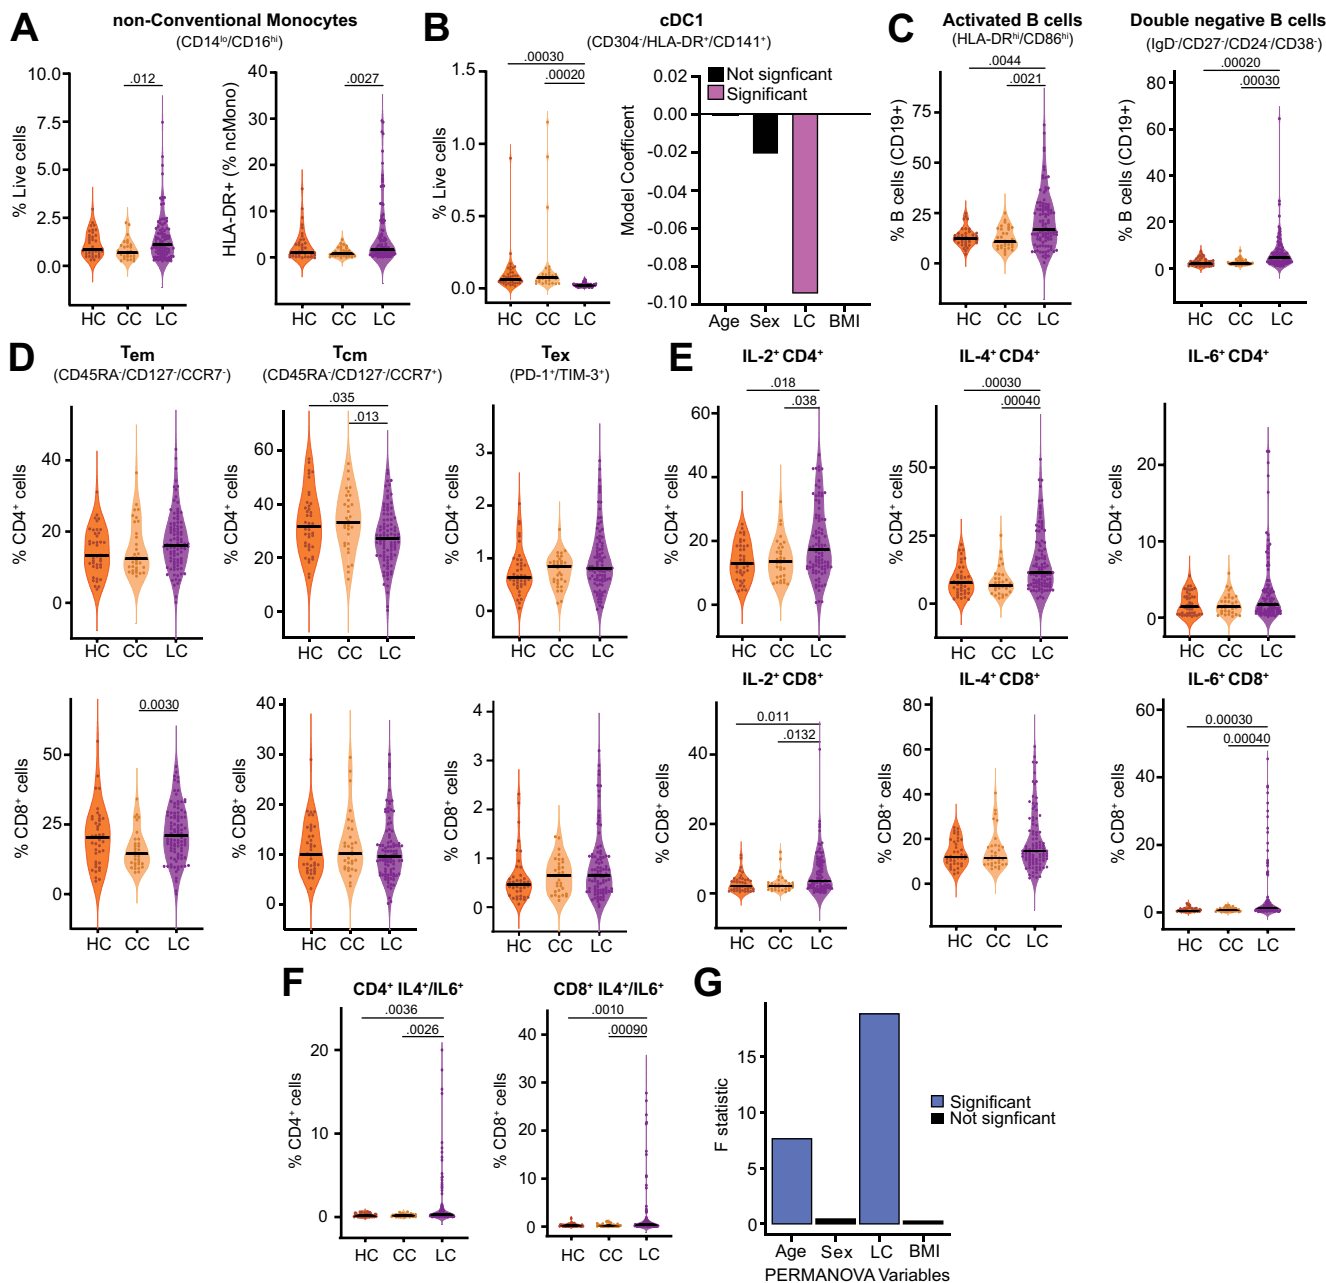 A
non-Conventional Monocytes
(CD14lo/CD16hi)
% Live cells
10.0
7.5
5.0
2.5
0.0
.012
HC CC LC
HLA-DR+ (% ncMono)
40
30
20
10
0
.0027
HC CC LC
B
cDC1
(CD304-/HLA-DR+/CD141+)
% Live cells
1.5
1.0
0.5
0.0
.00030
.00020
HC CC LC
Model Coefficent
0.02
0.00
-0.02
-0.04
-0.06
-0.08
-0.10
Not signficant
Significant
Age Sex LC BMI
C
Activated B cells
(HLA-DRhi/CD86hi)
% B cells (CD19+)
75
50
25
0
.0044
.0021
HC CC LC
Double negative B cells
(IgD-/CD27-/CD24-/CD38-)
% B cells (CD19+)
80
60
40
20
0
.00020
.00030
HC CC LC
D
Tem
(CD45RA-/CD127-/CCR7-)
% CD4+ cells
40
20
0
HC CC LC
Tcm
(CD45RA-/CD127-/CCR7+)
% CD4+ cells
60
40
20
0
.035
.013
HC CC LC
Tex
(PD-1+/TIM-3+)
% CD4+ cells
3
2
1
0
HC CC LC
% CD8+ cells
50
25
0
0.0030
HC CC LC
% CD8+ cells
40
30
20
10
0
HC CC LC
% CD8+ cells
4
3
2
1
0
HC CC LC
E
IL-2+ CD4+
% CD4+ cells
60
40
20
0
.018
.038
HC CC LC
IL-4+ CD4+
% CD4+ cells
50
25
0
.00030
.00040
HC CC LC
IL-6+ CD4+
% CD4+ cells
20
10
0
HC CC LC
IL-2+ CD8+
% CD8+ cells
40
20
0
0.011
.0132
HC CC LC
IL-4+ CD8+
% CD8+ cells
80
60
40
20
0
HC CC LC
IL-6+ CD8+
% CD8+ cells
60
40
20
0
0.00030
0.00040
HC CC LC
F
CD4+ IL4+/IL6+
% CD4+ cells
20
10
0
.0036
.0026
HC CC LC
CD8+ IL4+/IL6+
% CD8+ cells
40
30
20
10
0
.0010
.00090
HC CC LC
G
F statistic
15
10
5
0
Significant
Not signficant
Age Sex LC BMI
PERMANOVA Variables